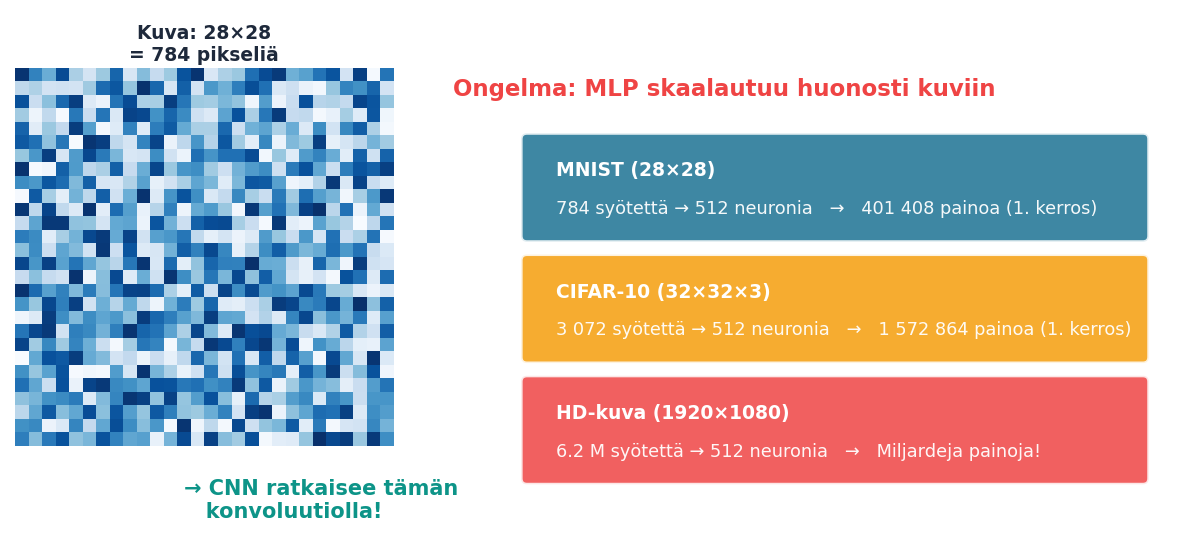 Kuva: 28×28
= 784 pikseliä
Ongelma: MLP skaalautuu huonosti kuviin
MNIST (28×28)
784 syötettä → 512 neuronia → 401 408 painoa (1. kerros)
CIFAR-10 (32×32×3)
3 072 syötettä → 512 neuronia → 1 572 864 painoa (1. kerros)
HD-kuva (1920×1080)
6.2 M syötettä → 512 neuronia → Miljardeja painoja!
→ CNN ratkaisee tämän
konvoluutiolla!